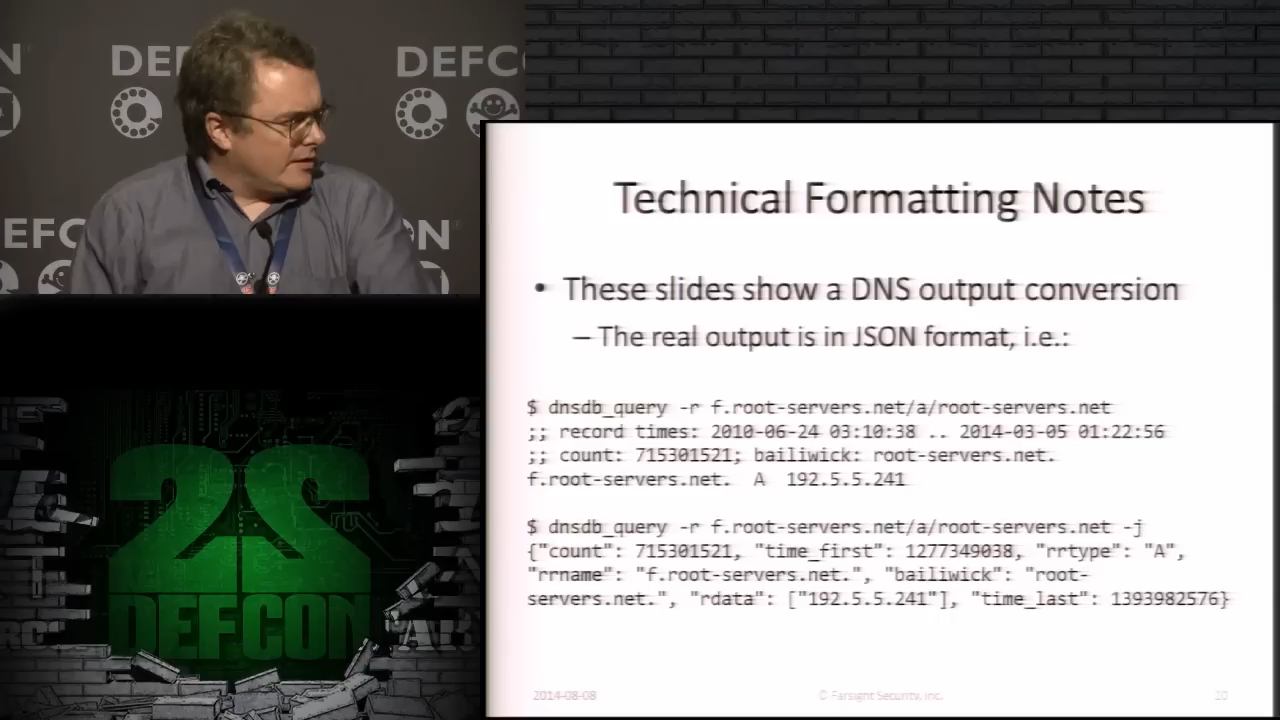 DEFCON
Technical Formatting Notes
• These slides show a DNS output conversion
– The real output is in JSON format, i.e.:
$ dnsdb_query -r f.root-servers.net/a/root-servers.net
;; record times: 2010-06-24 03:10:38 .. 2014-03-05 01:22:56
;; count: 715301521; bailiwick: root-servers.net.
f.root-servers.net. A 192.5.5.241
$ dnsdb_query -r f.root-servers.net/a/root-servers.net -j
{"count": 715301521, "time_first": 1277349038, "rrtype": "A",
"rrname": "f.root-servers.net.", "bailiwick": "root-
servers.net.", "rdata": ["192.5.5.241"], "time_last": 1393982576}
2014-08-08
© Farsight Security, Inc.
20
22
DEFCON